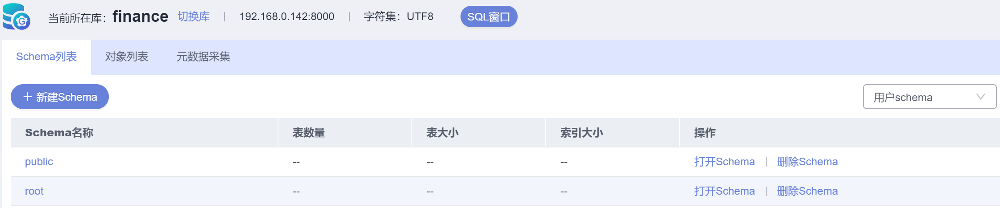 当前所在库：finance 切换库 | 192.168.0.142:8000 | 字符集：UTF8 SQL窗口
Schema列表 对象列表 元数据采集
+ 新建Schema 用户schema
Schema名称 表数量 表大小 索引大小 操作
public -- -- -- 打开Schema | 删除Schema
root -- -- -- 打开Schema | 删除Schema